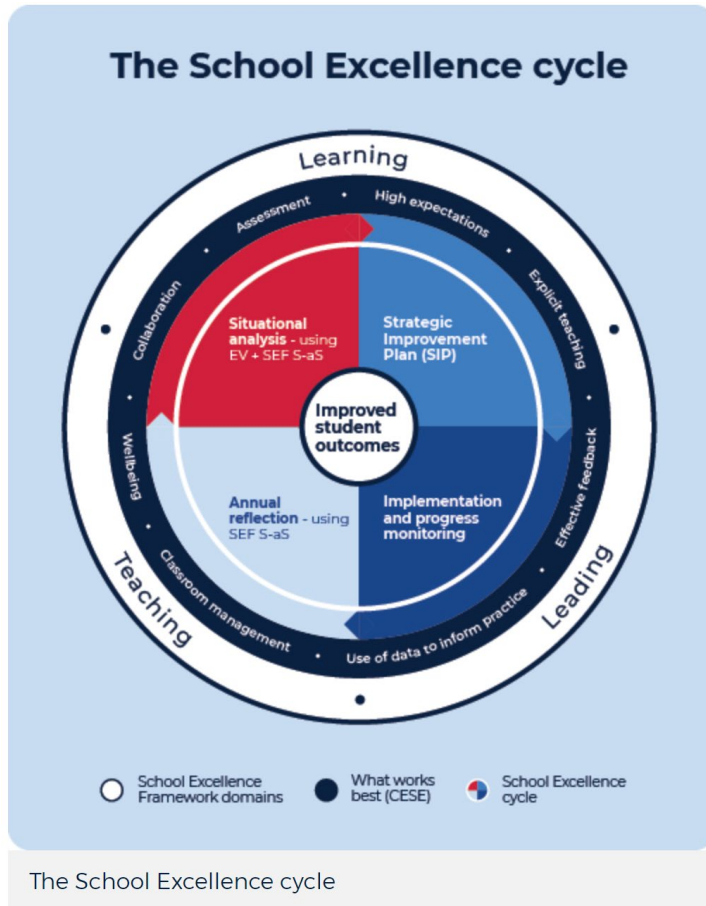 The School Excellence cycle
Learning
High expectations
Explicit teaching
Effective feedback
Use of data to inform practice
Classroom management
Wellbeing
Collaboration
Assessment
Leading
Teaching
Situational
analysis - using
EV + SEF S-aS
Strategic
Improvement
Plan (SIP)
Improved
student
outcomes
Annual
reflection - using
SEF S-aS
Implementation
and progress
monitoring
School Excellence
Framework domains
What works
best (CESE)
School Excellence
cycle
The School Excellence cycle